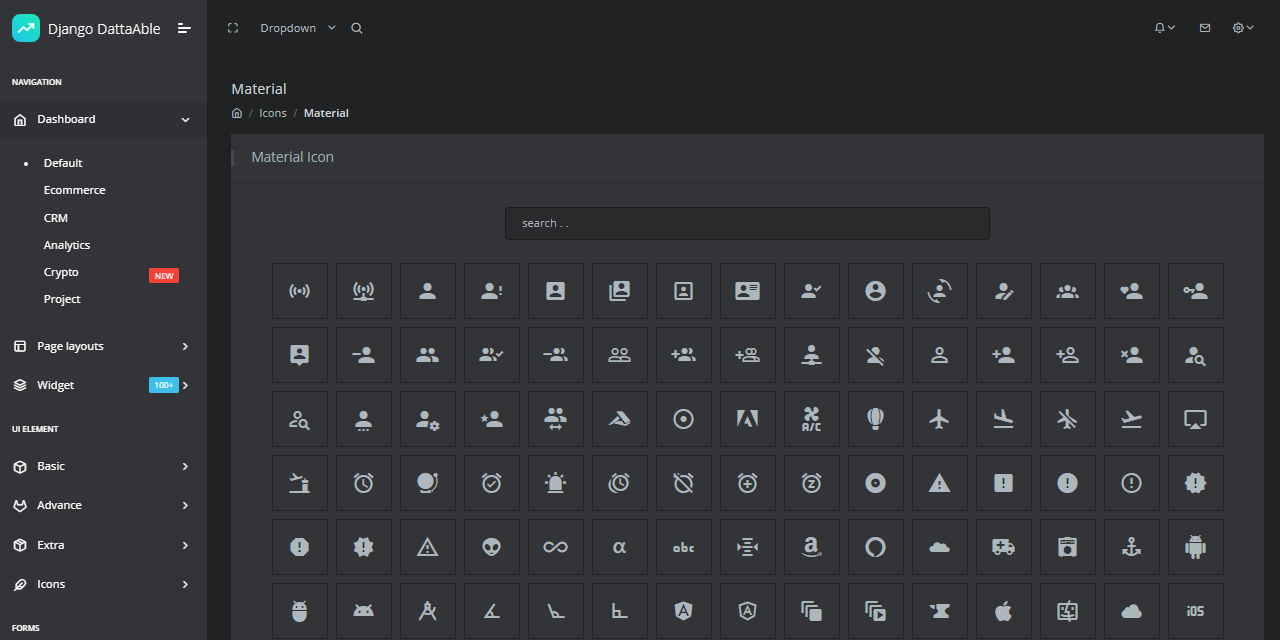 Django DattaAble
Dropdown
NAVIGATION
Dashboard
Default
Ecommerce
CRM
Analytics
Crypto
NEW
Project
Page layouts
Widget
100+
UI ELEMENT
Basic
Advance
Extra
Icons
FORMS
Material
/ Icons / Material
Material Icon
search . .
A/C
α
abc
iOS